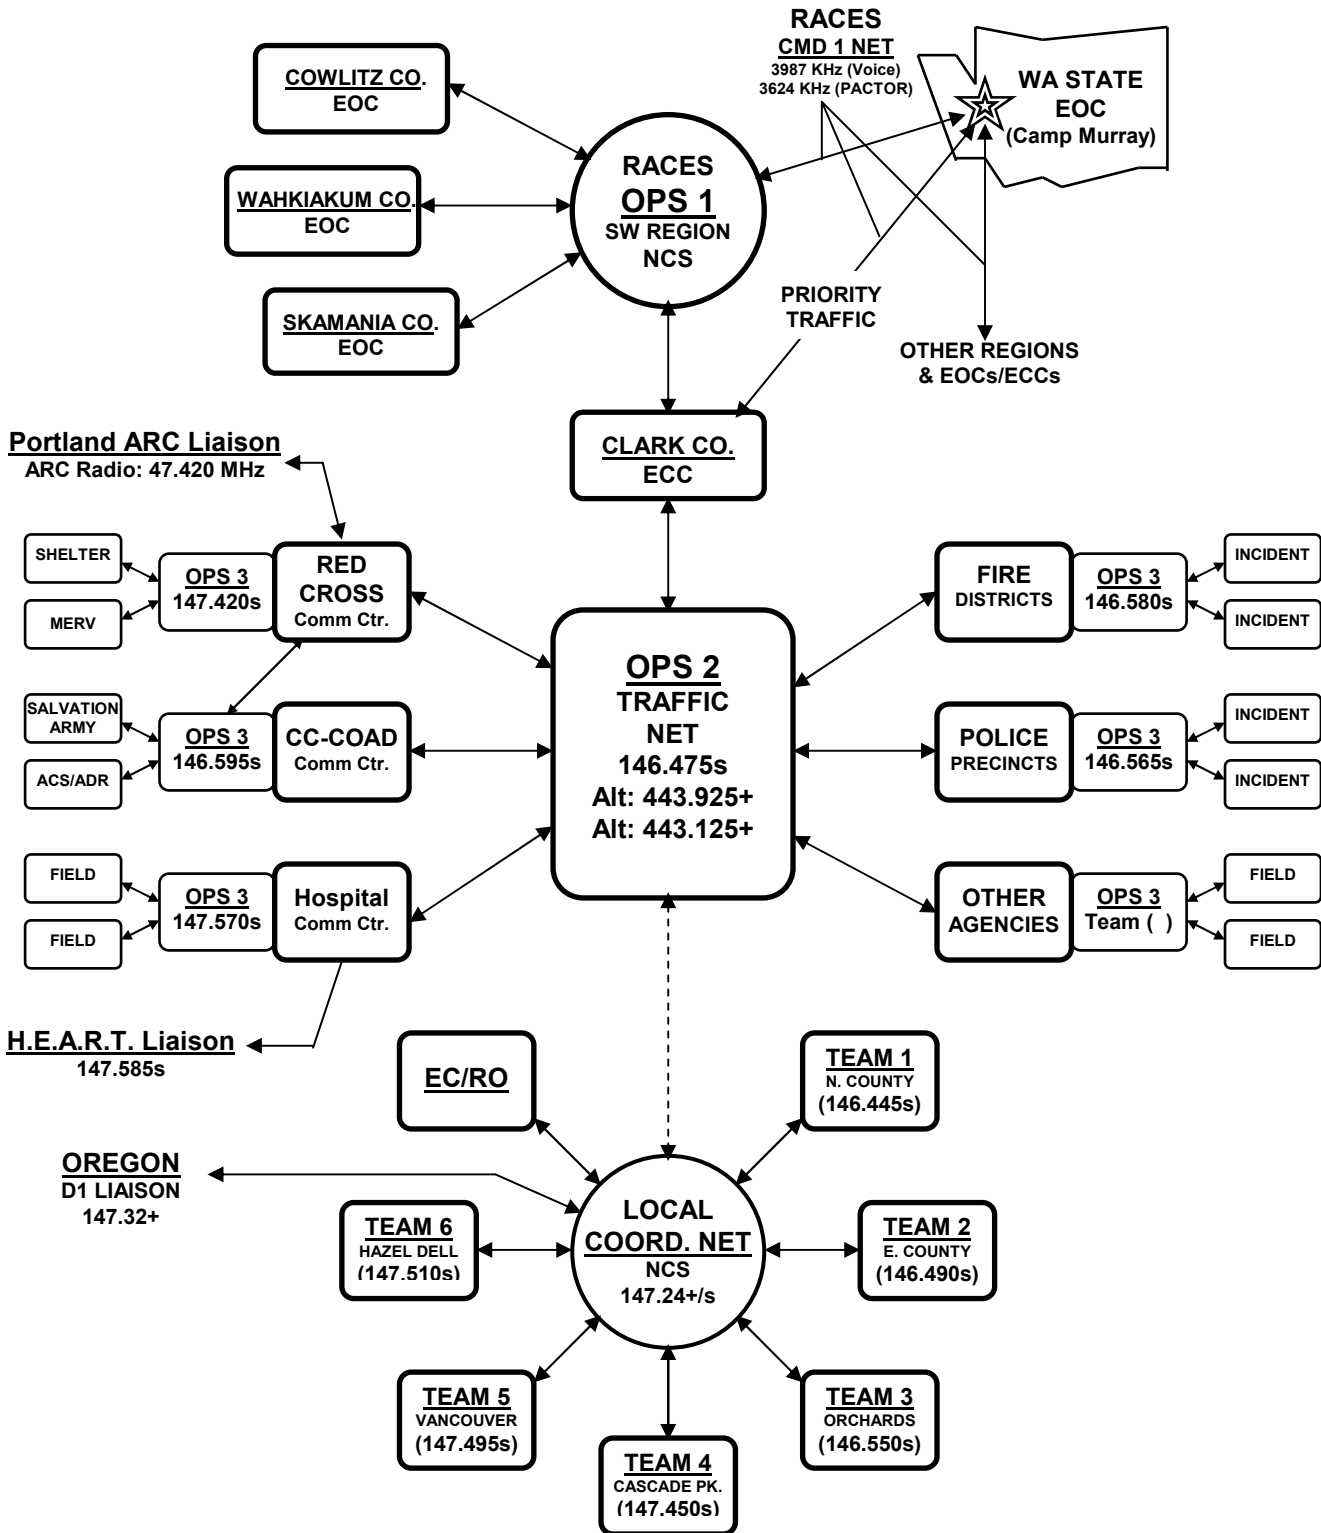 RACES
CMD 1 NET
3987 KHz (Voice)
3624 KHz (PACTOR)
WA STATE
EOC
(Camp Murray)
COWLITZ CO.
EOC
WAHKIAKUM CO.
EOC
SKAMANIA CO.
EOC
RACES
OPS 1
SW REGION
NCS
PRIORITY
TRAFFIC
OTHER REGIONS
& EOCs/ECCs
CLARK CO.
ECC
Portland ARC Liaison
ARC Radio: 47.420 MHz
SHELTER
MERV
OPS 3
147.420s
RED
CROSS
Comm Ctr.
SALVATION
ARMY
ACS/ADR
OPS 3
146.595s
CC-COAD
Comm Ctr.
FIELD
FIELD
OPS 3
147.570s
Hospital
Comm Ctr.
H.E.A.R.T. Liaison
147.585s
OPS 2
TRAFFIC
NET
146.475s
Alt: 443.925+
Alt: 443.125+
FIRE
DISTRICTS
OPS 3
146.580s
INCIDENT
INCIDENT
POLICE
PRECINCTS
OPS 3
146.565s
INCIDENT
INCIDENT
OTHER
AGENCIES
OPS 3
Team ( )
FIELD
FIELD
EC/RO
TEAM 1
N. COUNTY
(146.445s)
OREGON
D1 LIAISON
147.32+
TEAM 6
HAZEL DELL
(147.510s)
LOCAL
COORD. NET
NCS
147.24+/s
TEAM 2
E. COUNTY
(146.490s)
TEAM 5
VANCOUVER
(147.495s)
TEAM 4
CASCADE PK.
(147.450s)
TEAM 3
ORCHARDS
(146.550s)